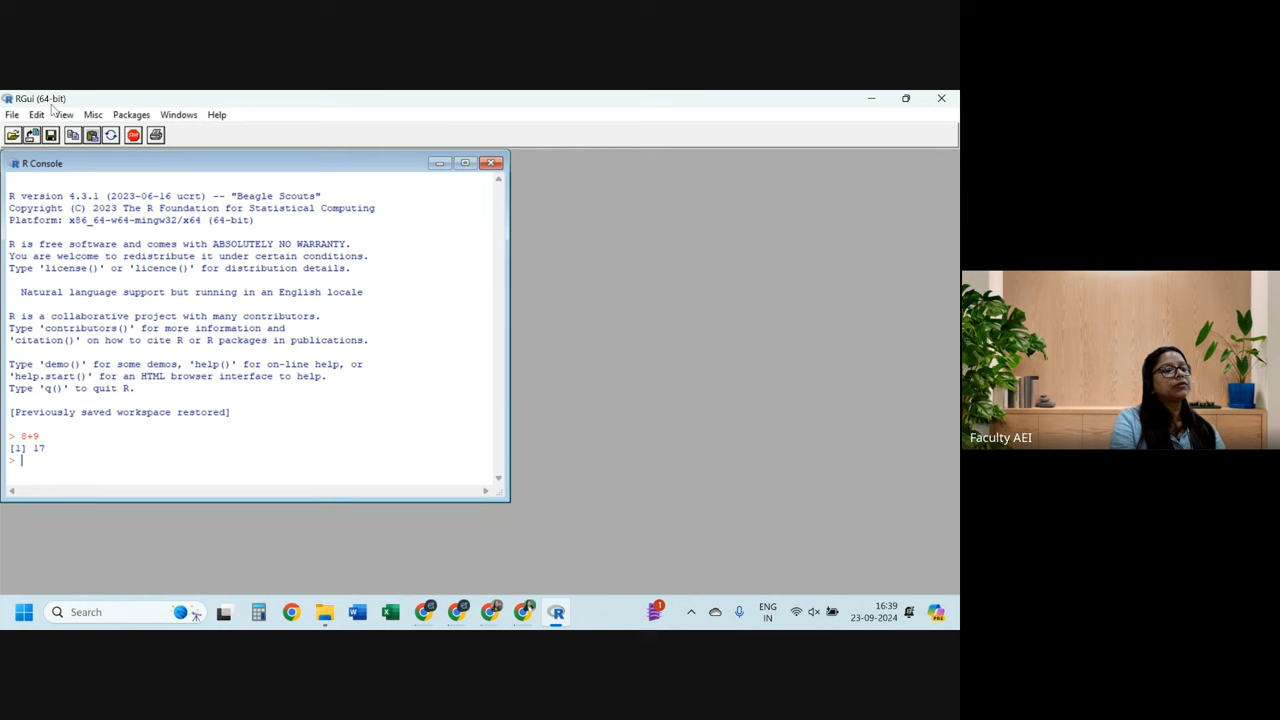 RGui (64-bit)
File Edit View Misc Packages Windows Help
STOP
R Console
R version 4.3.1 (2023-06-16 ucrt) -- "Beagle Scouts"
Copyright (C) 2023 The R Foundation for Statistical Computing
Platform: x86_64-w64-mingw32/x64 (64-bit)
R is free software and comes with ABSOLUTELY NO WARRANTY.
You are welcome to redistribute it under certain conditions.
Type 'license()' or 'licence()' for distribution details.
Natural language support but running in an English locale
R is a collaborative project with many contributors.
Type 'contributors()' for more information and
'citation()' on how to cite R or R packages in publications.
Type 'demo()' for some demos, 'help()' for on-line help, or
'help.start()' for an HTML browser interface to help.
Type 'q()' to quit R.
[Previously saved workspace restored]
> 8+9
[1] 17
>
Faculty AEI
Search
1
ENG
IN
16:39
23-09-2024